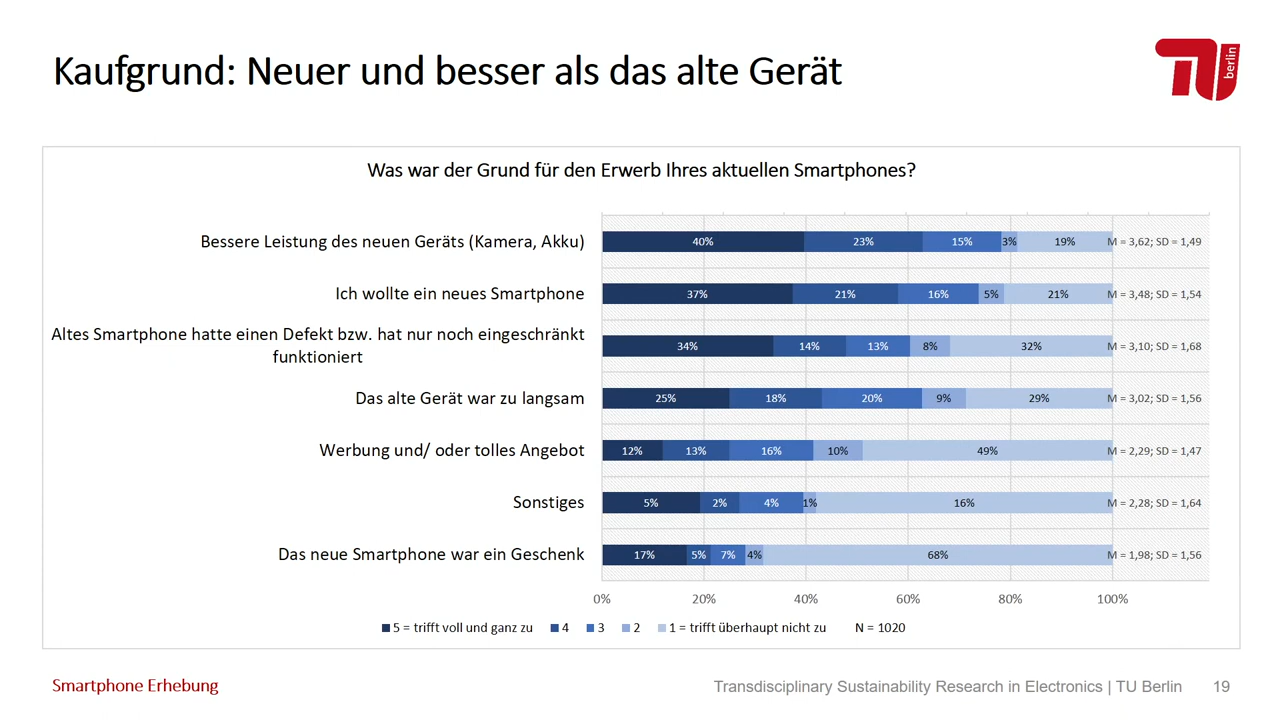 Kaufgrund: Neuer und besser als das alte Gerät
berlin
Was war der Grund für den Erwerb Ihres aktuellen Smartphones?
Bessere Leistung des neuen Geräts (Kamera, Akku) 40% 23% 15% 3% 19% M = 3,62; SD = 1,49
Ich wollte ein neues Smartphone 37% 21% 16% 5% 21% M = 3,48; SD = 1,54
Altes Smartphone hatte einen Defekt bzw. hat nur noch eingeschränkt
funktioniert 34% 14% 13% 8% 32% M = 3,10; SD = 1,68
Das alte Gerät war zu langsam 25% 18% 20% 9% 29% M = 3,02; SD = 1,56
Werbung und/ oder tolles Angebot 12% 13% 16% 10% 49% M = 2,29; SD = 1,47
Sonstiges 5% 2% 4% 1% 16% M = 2,28; SD = 1,64
Das neue Smartphone war ein Geschenk 17% 5% 7% 4% 68% M = 1,98; SD = 1,56
0% 20% 40% 60% 80% 100%
5 = trifft voll und ganz zu 4 3 2 1 = trifft überhaupt nicht zu N = 1020
Smartphone Erhebung
Transdisciplinary Sustainability Research in Electronics | TU Berlin 19